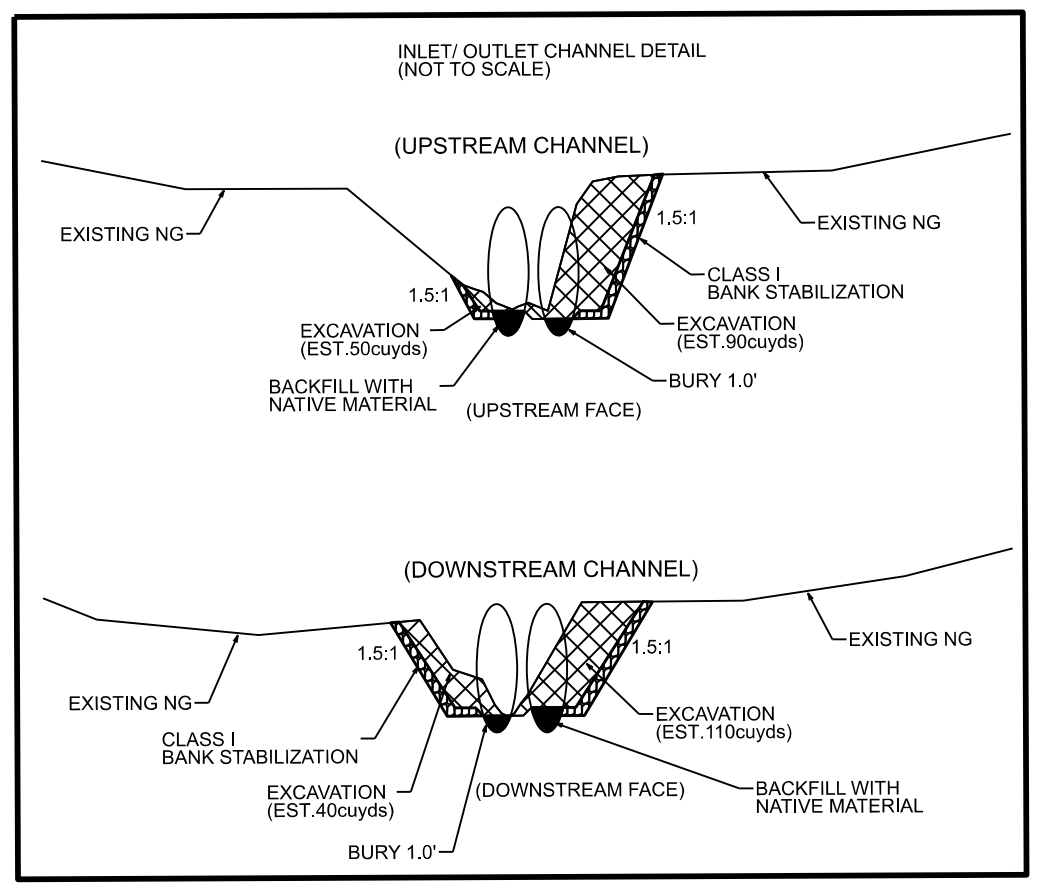 INLET/ OUTLET CHANNEL DETAIL
(NOT TO SCALE)
(UPSTREAM CHANNEL)
EXISTING NG
1.5:1
EXISTING NG
CLASS I
BANK STABILIZATION
1.5:1
EXCAVATION
(EST.50cuyds)
EXCAVATION
(EST.90cuyds)
BACKFILL WITH
NATIVE MATERIAL
BURY 1.0'
(UPSTREAM FACE)
(DOWNSTREAM CHANNEL)
1.5:1
1.5:1
EXISTING NG
EXISTING NG
CLASS I
BANK STABILIZATION
EXCAVATION
(EST.110cuyds)
EXCAVATION
(EST.40cuyds)
(DOWNSTREAM FACE)
BACKFILL WITH
NATIVE MATERIAL
BURY 1.0'